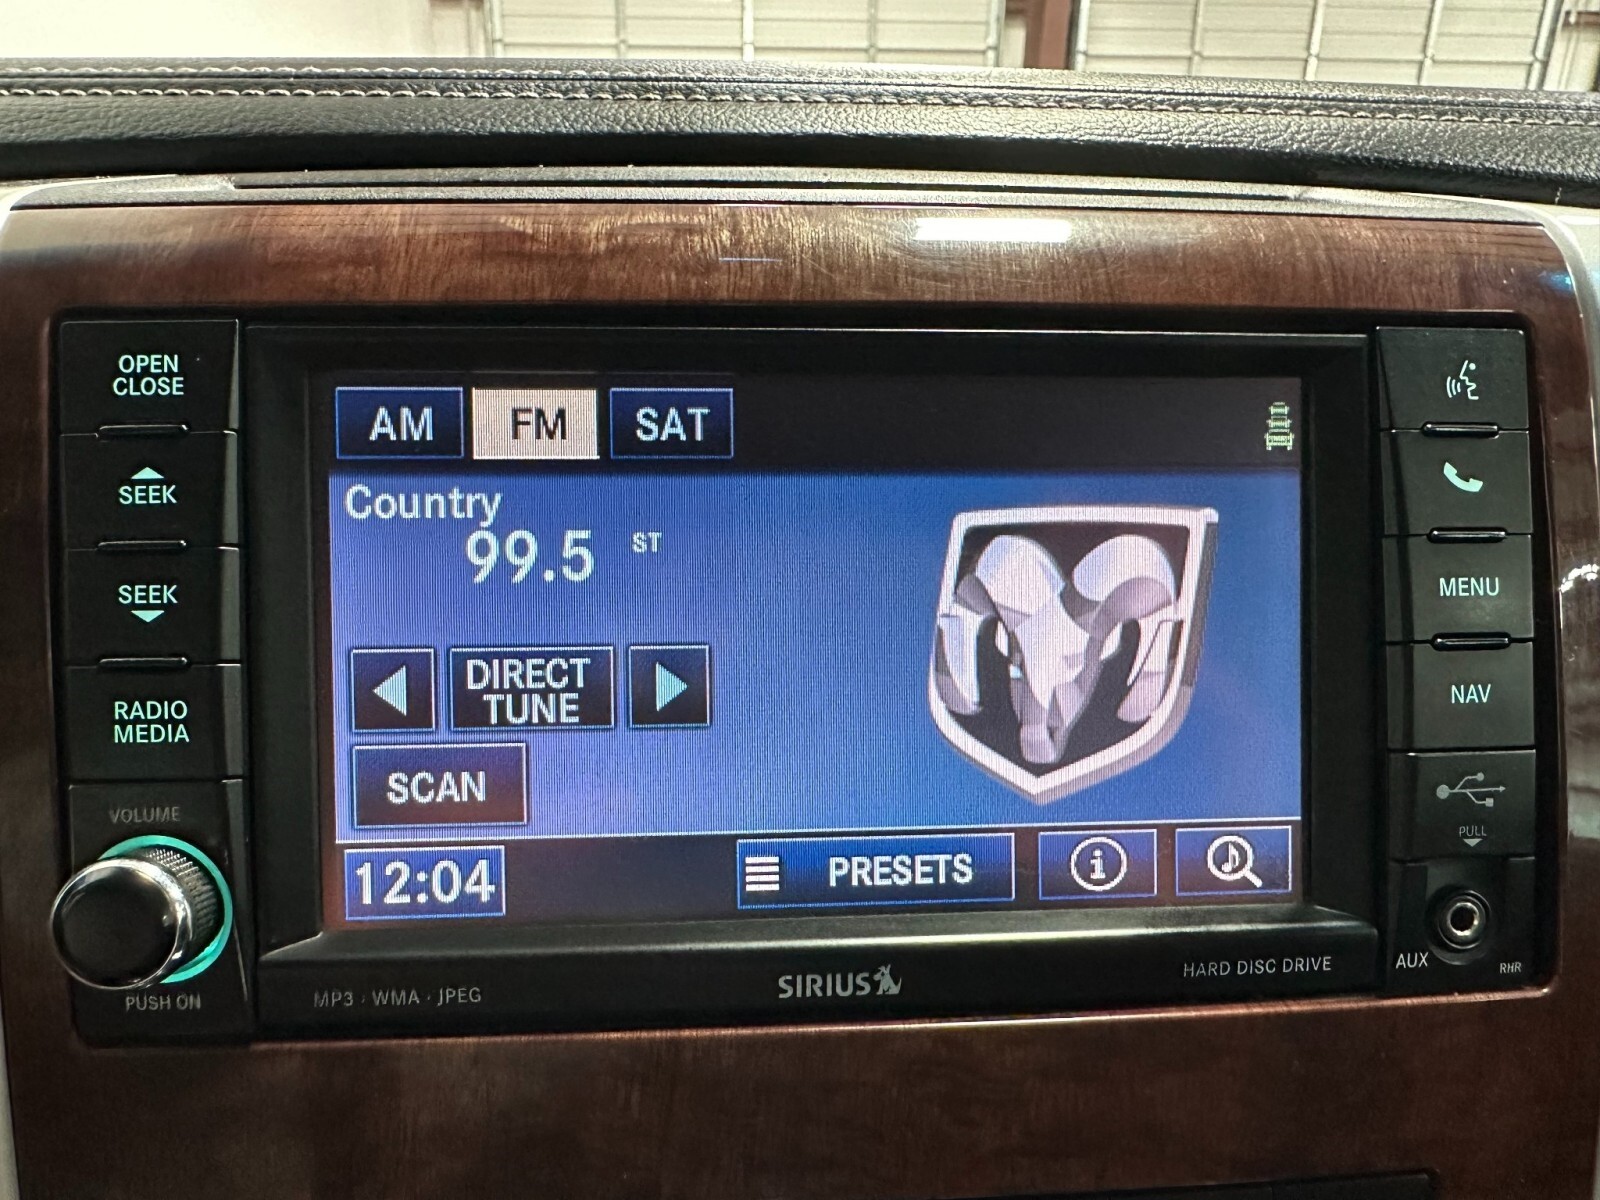 OPEN
CLOSE
SEEK
SEEK
RADIO
MEDIA
VOLUME
PUSH ON
AM
FM
SAT
Country
99.5 ST
DIRECT
TUNE
SCAN
12:04
PRESETS
i
MP3 · WMA · JPEG
SIRIUS
HARD DISC DRIVE
MENU
NAV
PULL
AUX
RHR